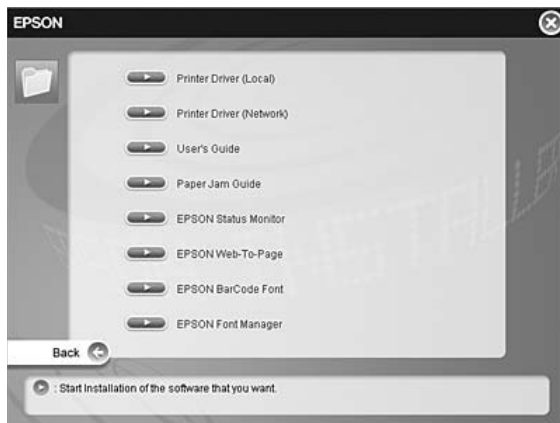 EPSON
Printer Driver (Local)
Printer Driver (Network)
User's Guide
Paper Jam Guide
EPSON Status Monitor
EPSON Web-To-Page
EPSON BarCode Font
EPSON Font Manager
Back
: Start Installation of the software that you want.